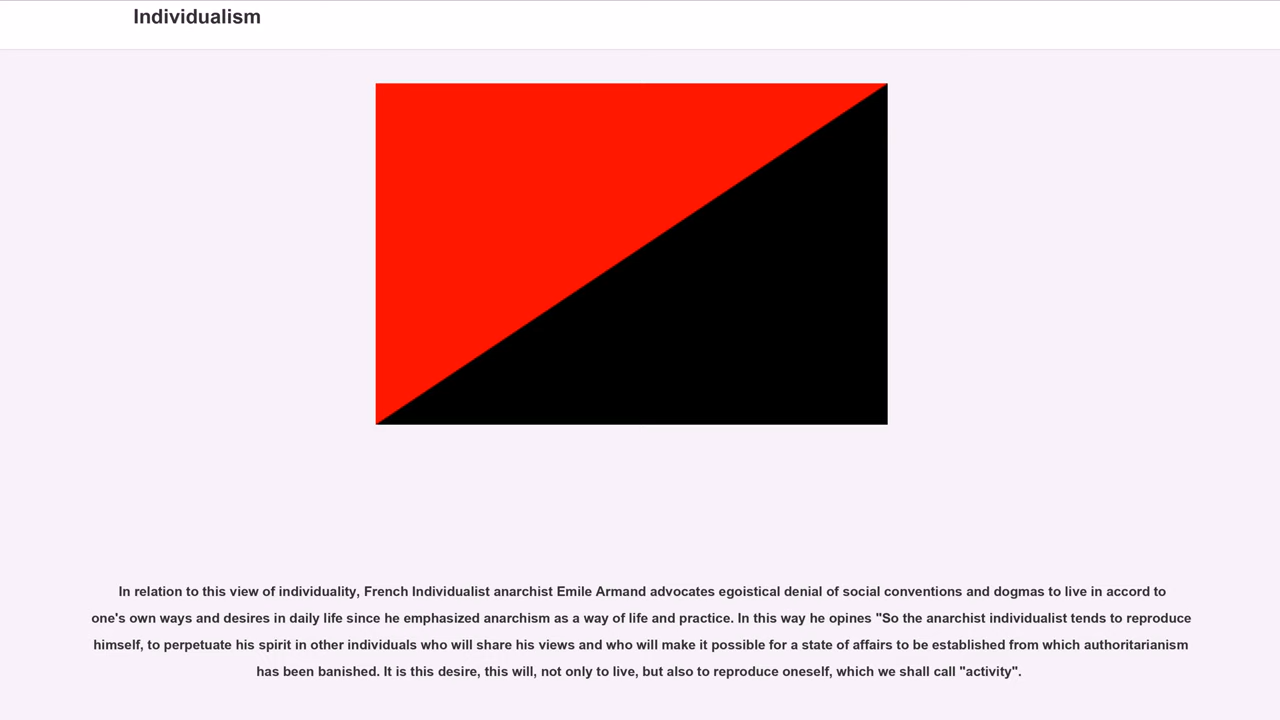 Individualism
In relation to this view of individuality, French Individualist anarchist Emile Armand advocates egoistical denial of social conventions and dogmas to live in accord to
one's own ways and desires in daily life since he emphasized anarchism as a way of life and practice. In this way he opines "So the anarchist individualist tends to reproduce
himself, to perpetuate his spirit in other individuals who will share his views and who will make it possible for a state of affairs to be established from which authoritarianism
has been banished. It is this desire, this will, not only to live, but also to reproduce oneself, which we shall call "activity".